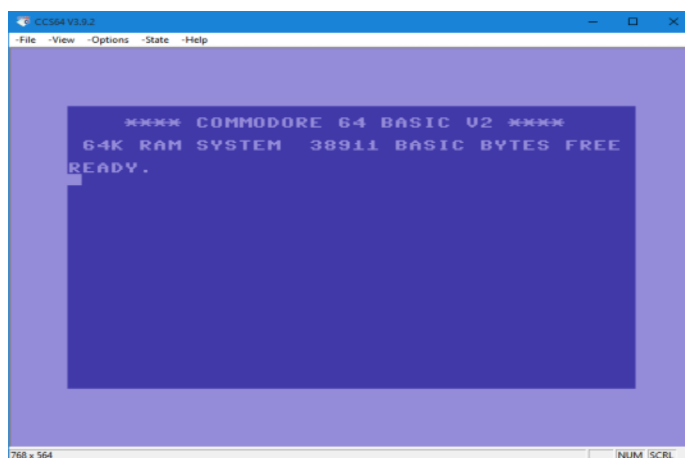 CCS64 V3.9.2
-File -View -Options -State -Help
**** COMMODORE 64 BASIC V2 ****
64K RAM SYSTEM 38911 BASIC BYTES FREE
READY.
768 x 564 NUM SCRL